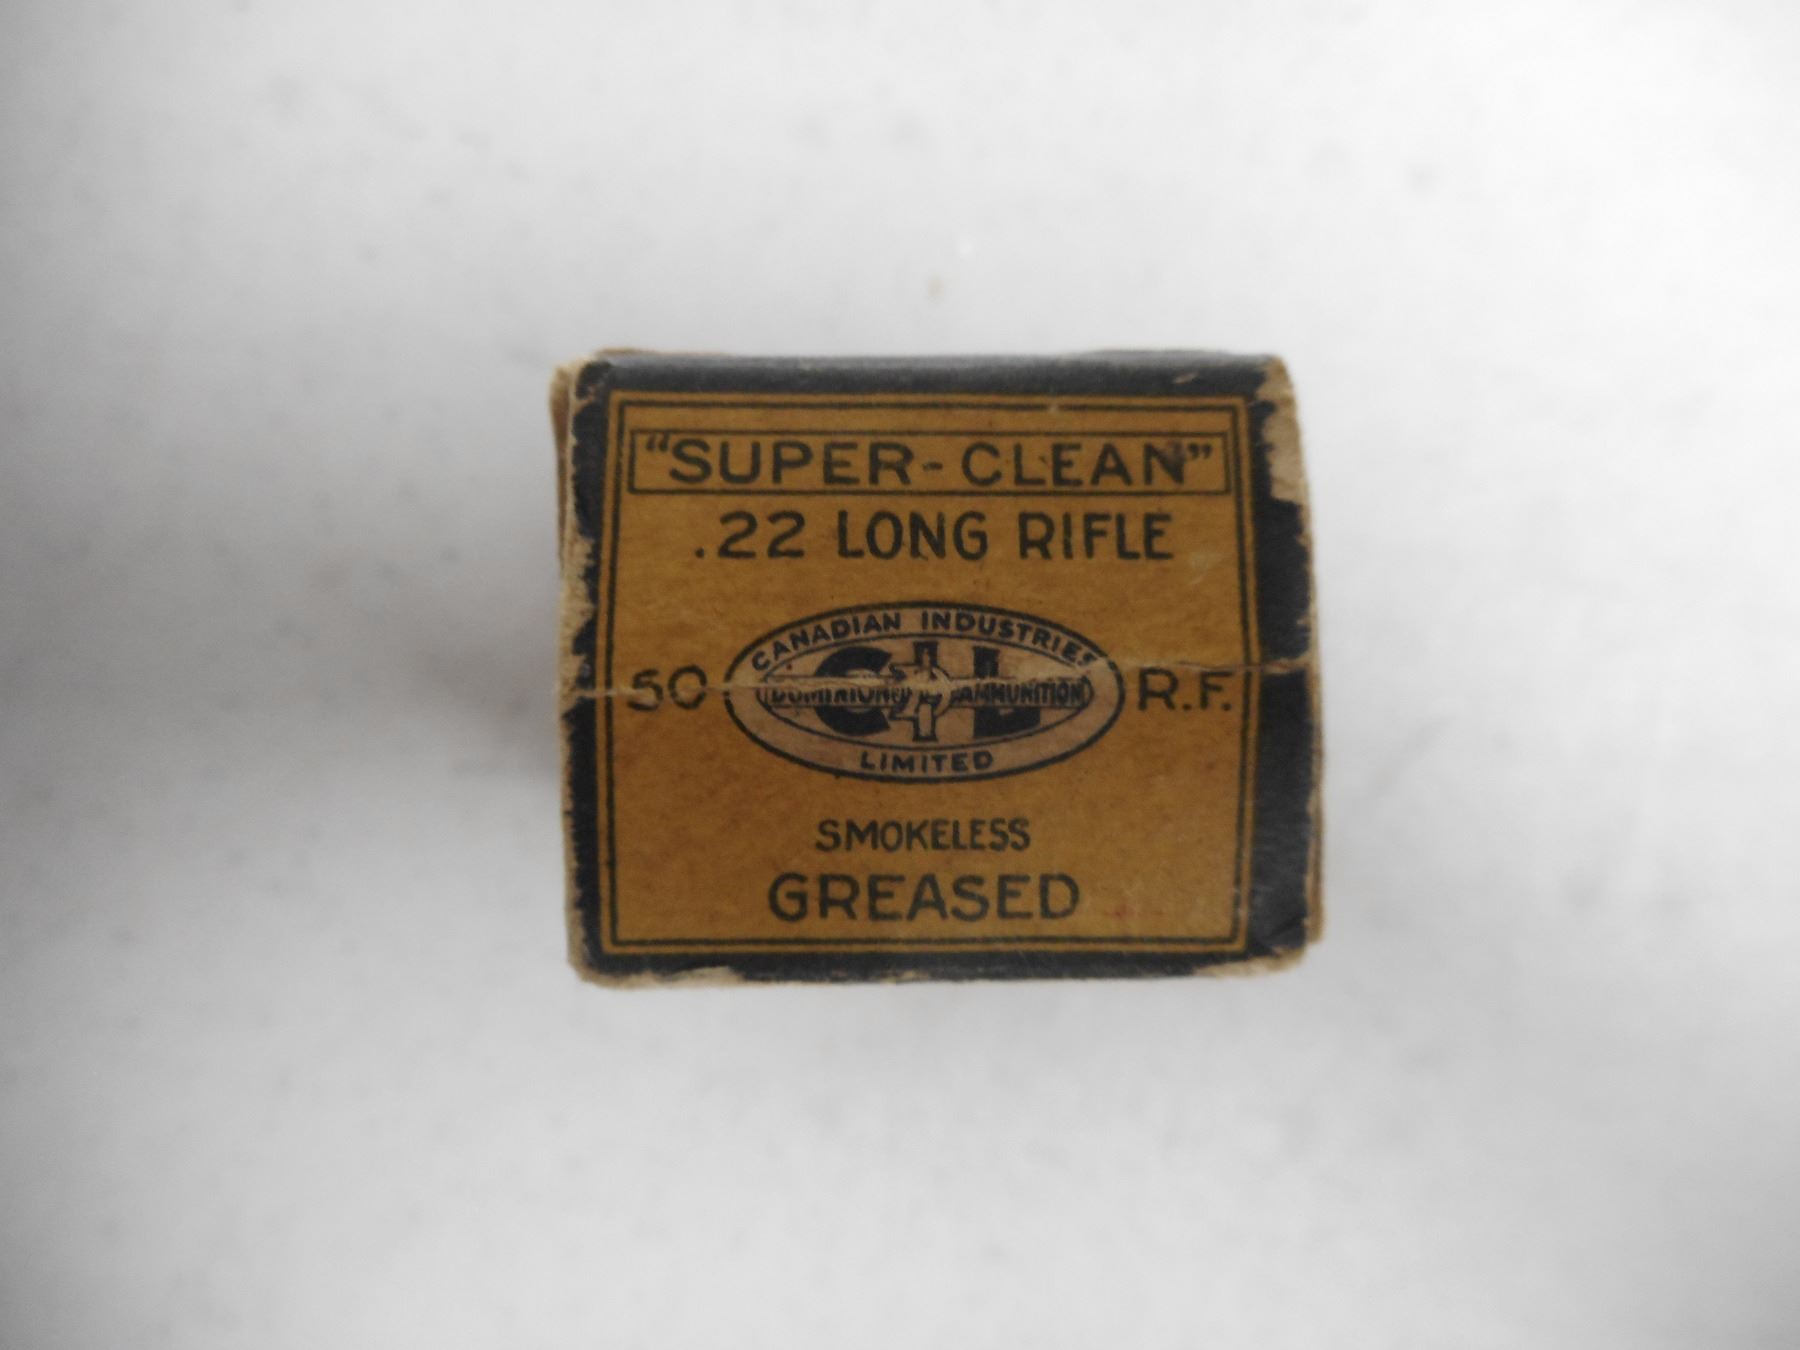 "SUPER-CLEAN"
.22 LONG RIFLE
CANADIAN INDUSTRIES
50 C-I-L R.F.
DOMINION AMMUNITION
LIMITED
SMOKELESS
GREASED